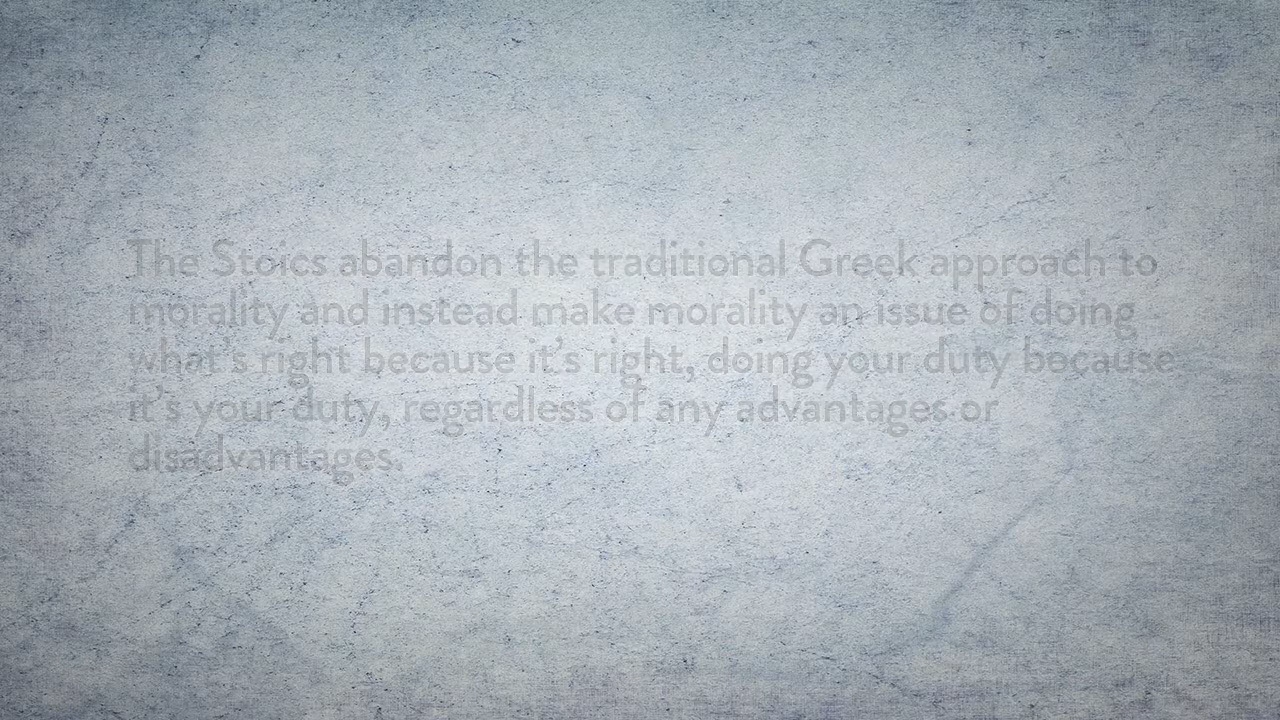 The Stoics abandon the traditional Greek approach to
morality and instead make morality an issue of doing
what's right because it's right, doing your duty because
it's your duty, regardless of any advantages or
disadvantages.